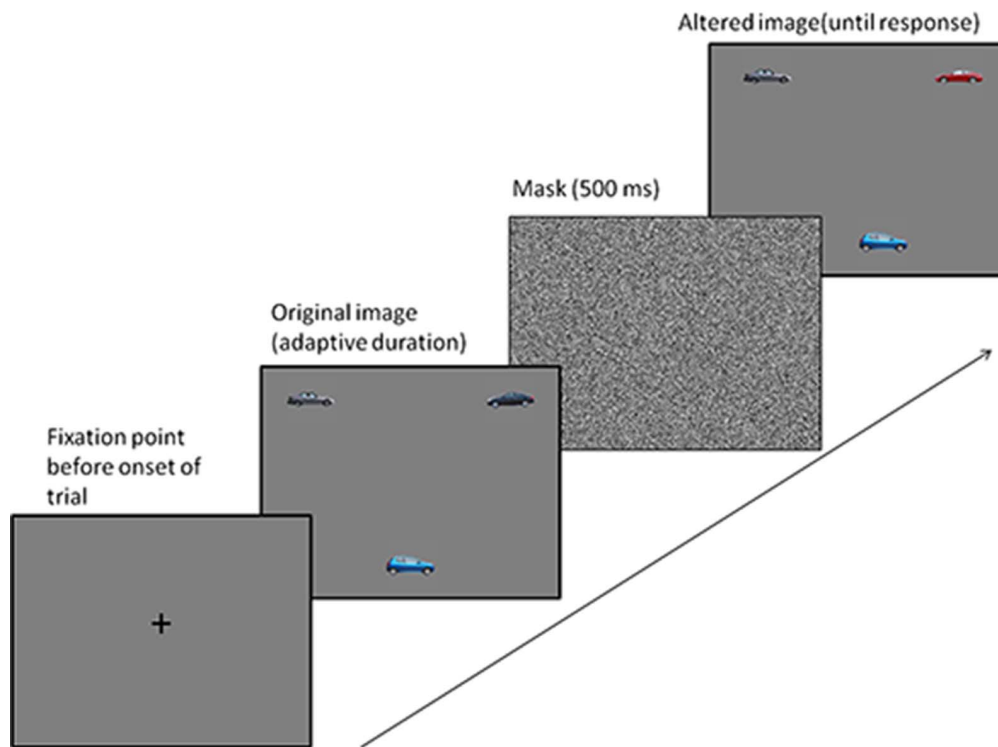 Altered image(until response)
Mask (500 ms)
Original image
(adaptive duration)
Fixation point
before onset of
trial